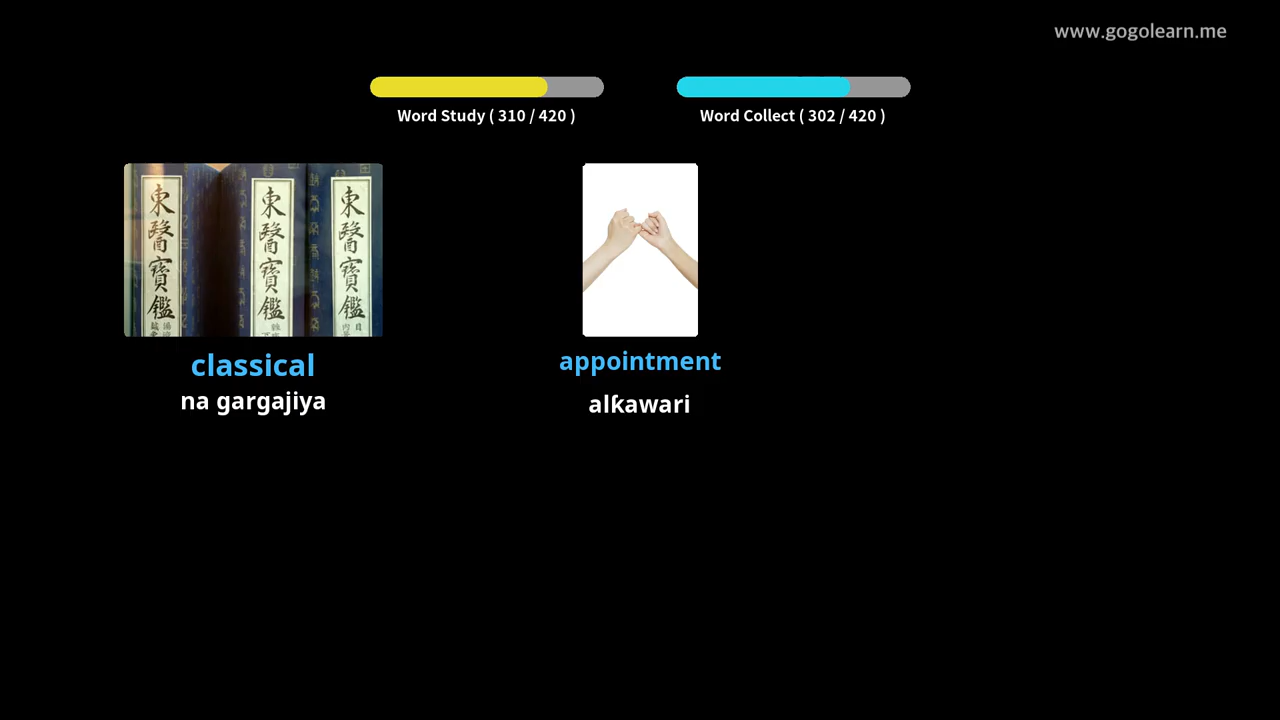 www.gogolearn.me
Word Study ( 310 / 420 )
Word Collect ( 302 / 420 )
東醫寶鑑
東醫寶鑑
東醫寶鑑
classical
na gargajiya
appointment
alƙawari